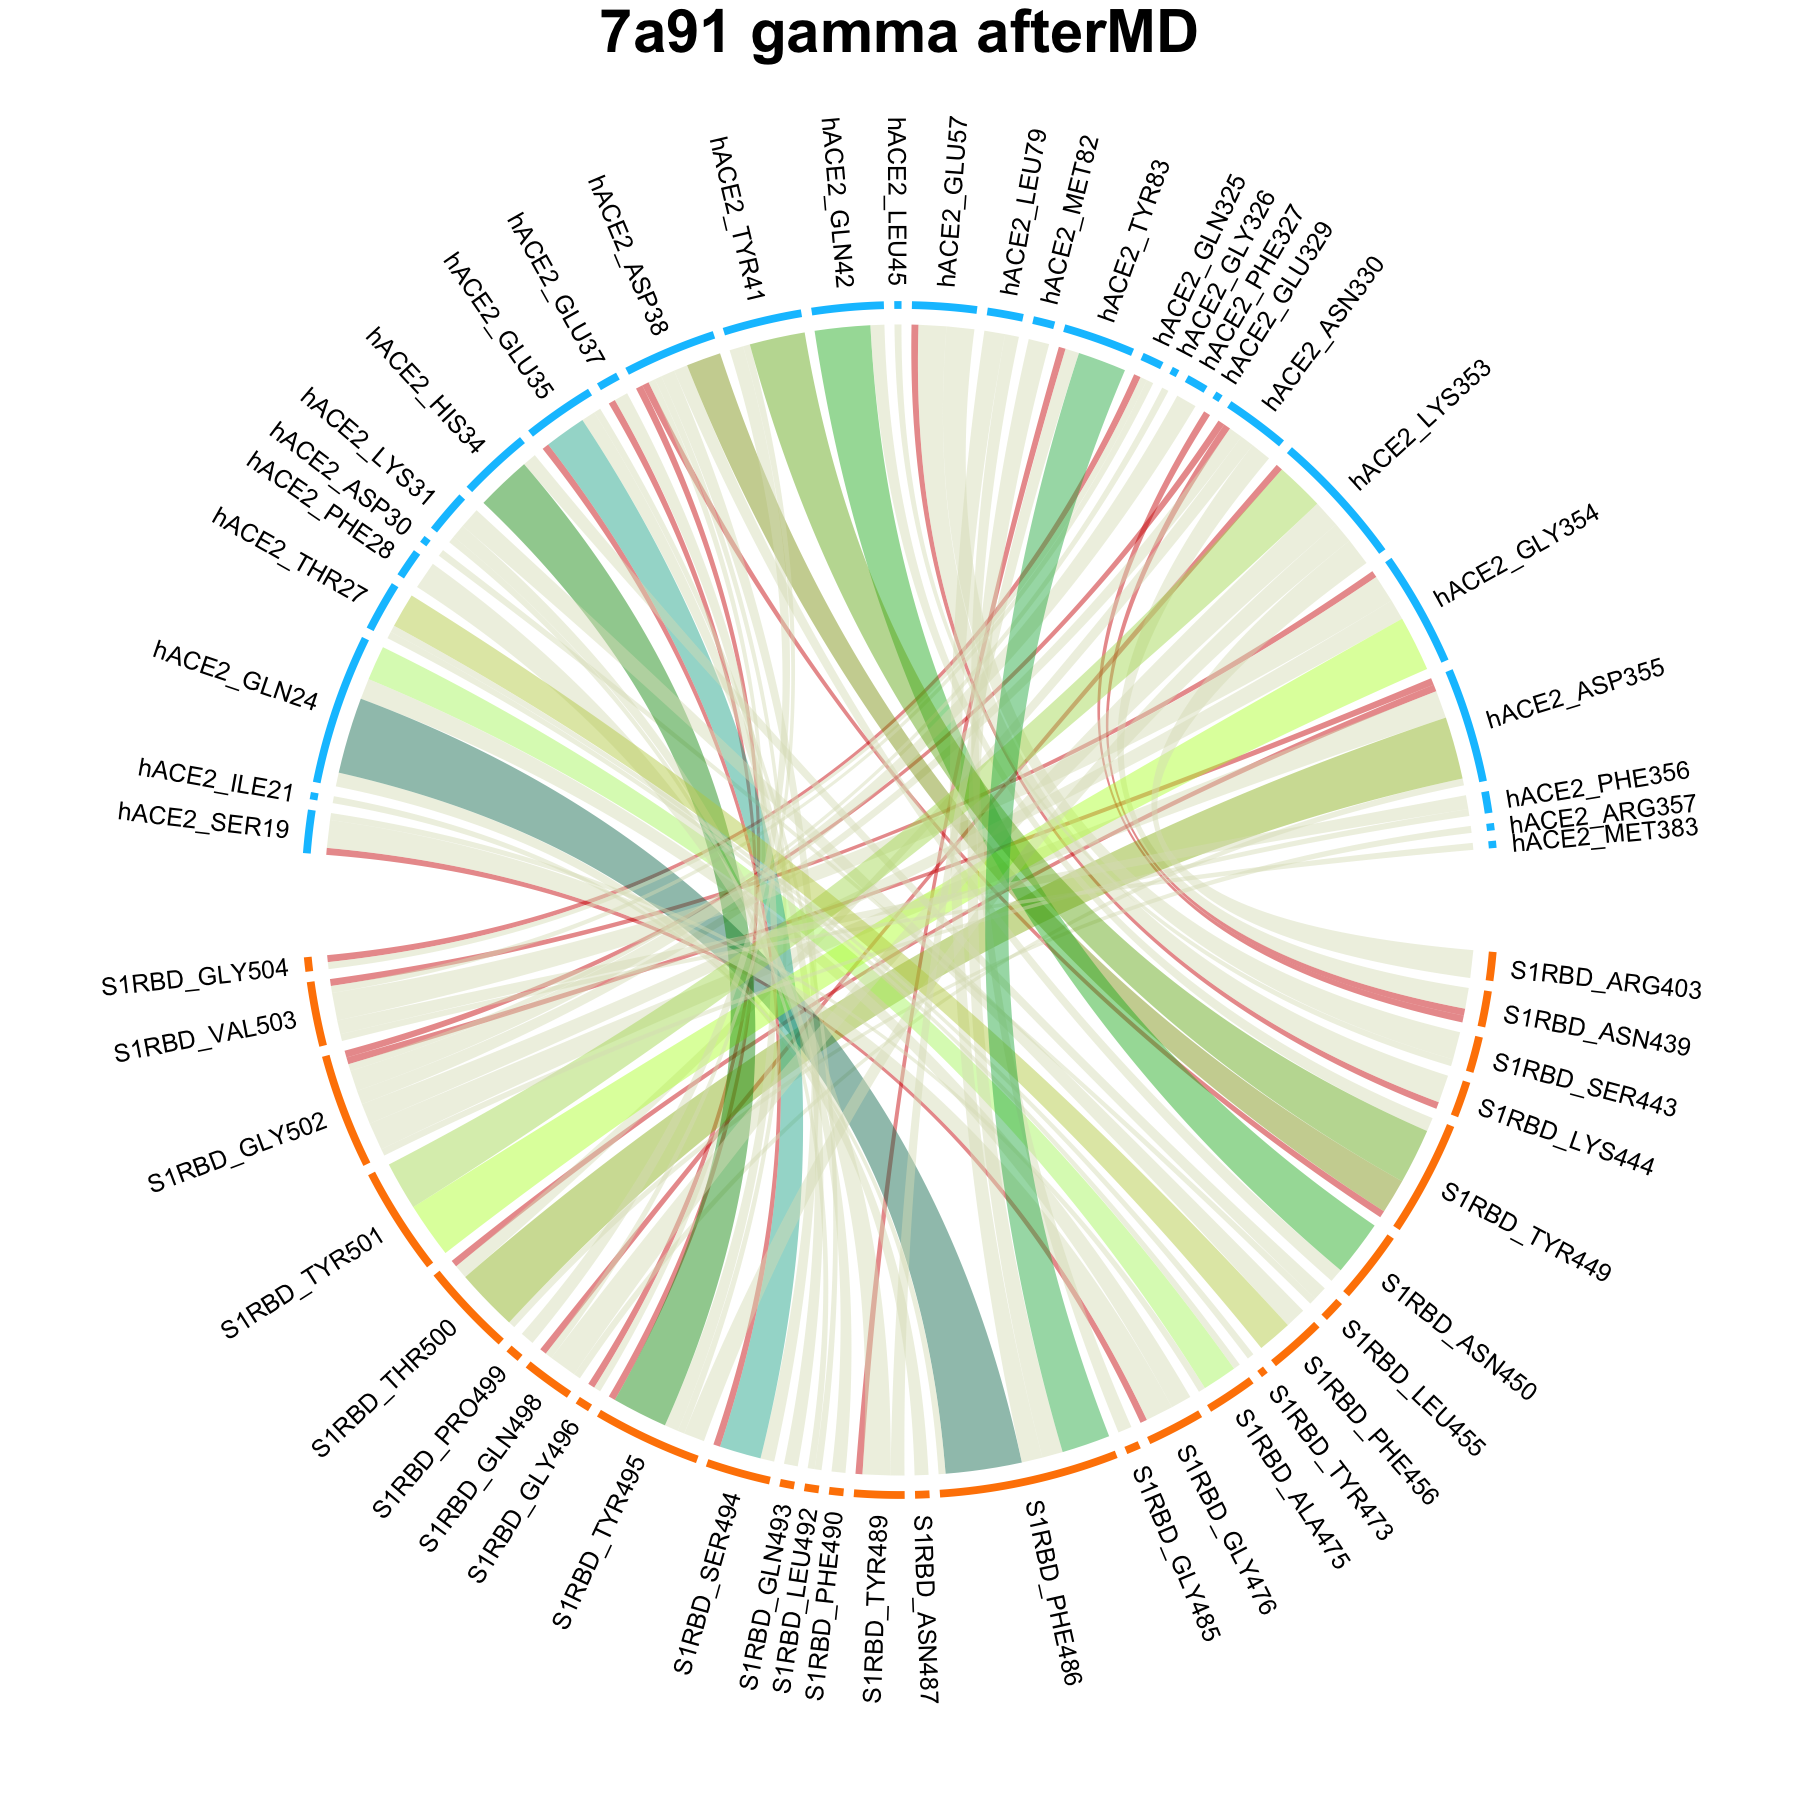 7a91 gamma afterMD
hACE2_SER19
hACE2_ILE21
hACE2_GLN24
hACE2_THR27
hACE2_PHE28
hACE2_ASP30
hACE2_LYS31
hACE2_HIS34
hACE2_GLU35
hACE2_GLU37
hACE2_ASP38
hACE2_TYR41
hACE2_GLN42
hACE2_LEU45
hACE2_GLU57
hACE2_LEU79
hACE2_MET82
hACE2_TYR83
hACE2_GLN325
hACE2_GLY326
hACE2_PHE327
hACE2_GLU329
hACE2_ASN330
hACE2_LYS353
hACE2_GLY354
hACE2_ASP355
hACE2_PHE356
hACE2_ARG357
hACE2_MET383
S1RBD_ARG403
S1RBD_ASN439
S1RBD_SER443
S1RBD_LYS444
S1RBD_TYR449
S1RBD_ASN450
S1RBD_LEU455
S1RBD_PHE456
S1RBD_TYR473
S1RBD_ALA475
S1RBD_GLY476
S1RBD_GLY485
S1RBD_PHE486
S1RBD_ASN487
S1RBD_TYR489
S1RBD_PHE490
S1RBD_LEU492
S1RBD_GLN493
S1RBD_SER494
S1RBD_TYR495
S1RBD_GLY496
S1RBD_GLN498
S1RBD_PRO499
S1RBD_THR500
S1RBD_TYR501
S1RBD_GLY502
S1RBD_VAL503
S1RBD_GLY504